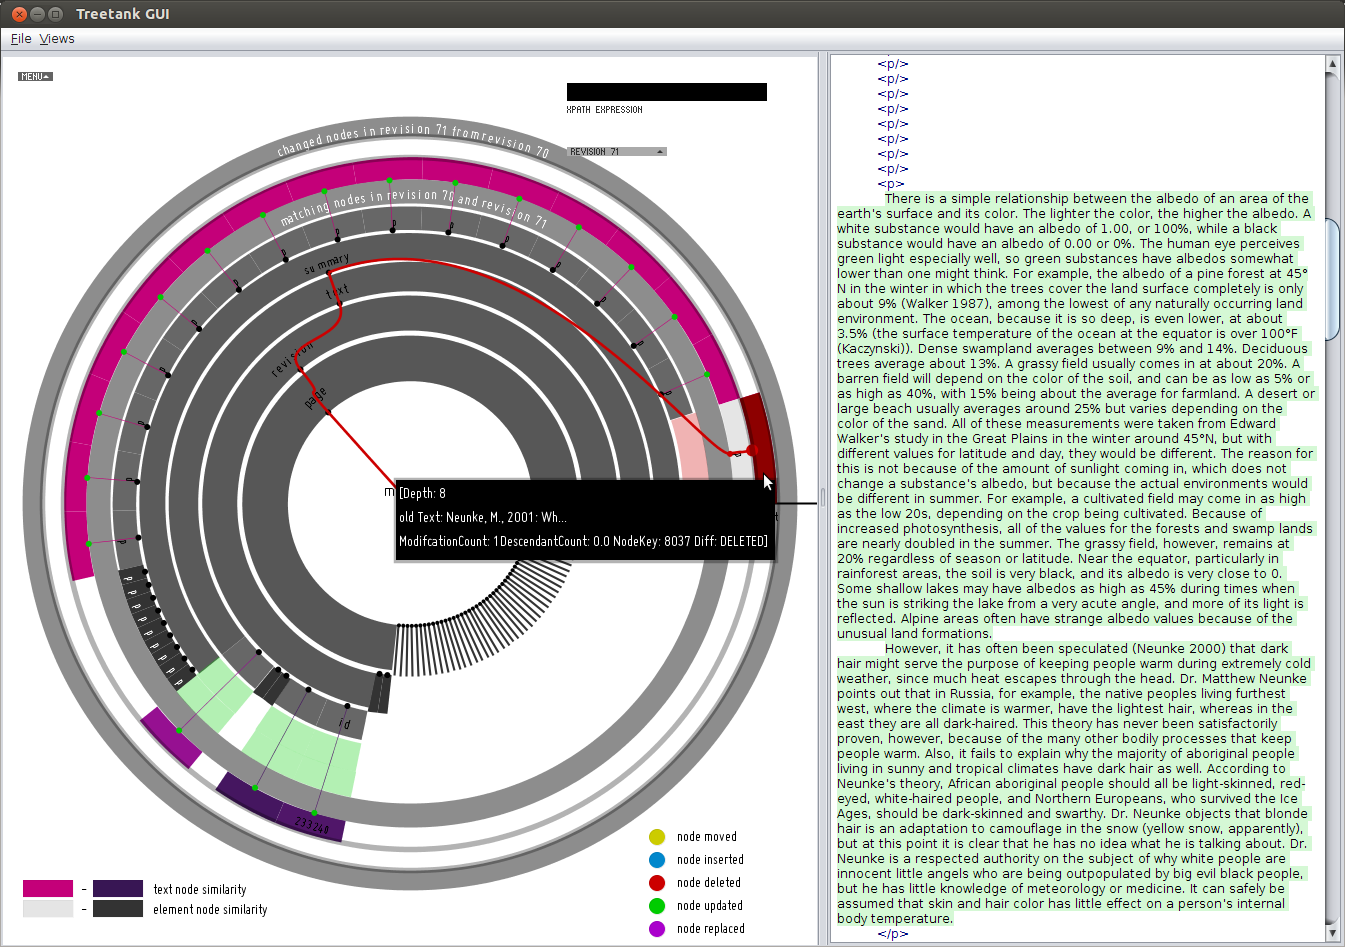 Treetank GUI
File Views
MENU
XPATH EXPRESSION
REVISION 71
changed nodes in revision 71 from revision 70
matching nodes in revision 70 and revision 71
summary
text
revision
page
[Depth: 8
old Text: Neunke, M., 2001: Wh...
ModifcationCount: 1 DescendantCount: 0.0 NodeKey: 8037 Diff: DELETED]
p
p
p
p
p
p
p
id
233240
node moved
node inserted
node deleted
node updated
node replaced
- text node similarity
- element node similarity
<p/>
<p/>
<p/>
<p/>
<p/>
<p/>
<p/>
<p/>
<p>
There is a simple relationship between the albedo of an area of the
earth's surface and its color. The lighter the color, the higher the albedo. A
white substance would have an albedo of 1.00, or 100%, while a black
substance would have an albedo of 0.00 or 0%. The human eye perceives
green light especially well, so green substances have albedos somewhat
lower than one might think. For example, the albedo of a pine forest at 45°
N in the winter in which the trees cover the land surface completely is only
about 9% (Walker 1987), among the lowest of any naturally occurring land
environment. The ocean, because it is so deep, is even lower, at about
3.5% (the surface temperature of the ocean at the equator is over 100°F
(Kaczynski)). Dense swampland averages between 9% and 14%. Deciduous
trees average about 13%. A grassy field usually comes in at about 20%. A
barren field will depend on the color of the soil, and can be as low as 5% or
as high as 40%, with 15% being about the average for farmland. A desert or
large beach usually averages around 25% but varies depending on the
color of the sand. All of these measurements were taken from Edward
Walker's study in the Great Plains in the winter around 45°N, but with
different values for latitude and day, they would be different. The reason for
this is not because of the amount of sunlight coming in, which does not
change a substance's albedo, but because the actual environments would
be different in summer. For example, a cultivated field may come in as high
as the low 20s, depending on the crop being cultivated. Because of
increased photosynthesis, all of the values for the forests and swamp lands
are nearly doubled in the summer. The grassy field, however, remains at
20% regardless of season or latitude. Near the equator, particularly in
rainforest areas, the soil is very black, and its albedo is very close to 0.
Some shallow lakes may have albedos as high as 45% during times when
the sun is striking the lake from a very acute angle, and more of its light is
reflected. Alpine areas often have strange albedo values because of the
unusual land formations.
However, it has often been speculated (Neunke 2000) that dark
hair might serve the purpose of keeping people warm during extremely cold
weather, since much heat escapes through the head. Dr. Matthew Neunke
points out that in Russia, for example, the native peoples living furthest
west, where the climate is warmer, have the lightest hair, whereas in the
east they are all dark-haired. This theory has never been satisfactorily
proven, however, because of the many other bodily processes that keep
people warm. Also, it fails to explain why the majority of aboriginal people
living in sunny and tropical climates have dark hair as well. According to
Neunke's theory, African aboriginal people should all be light-skinned, red-
eyed, white-haired people, and Northern Europeans, who survived the Ice
Ages, should be dark-skinned and swarthy. Dr. Neunke objects that blonde
hair is an adaptation to camouflage in the snow (yellow snow, apparently),
but at this point it is clear that he has no idea what he is talking about. Dr.
Neunke is a respected authority on the subject of why white people are
innocent little angels who are being outpopulated by big evil black people,
but he has little knowledge of meteorology or medicine. It can safely be
assumed that skin and hair color has little effect on a person's internal
body temperature.
</p>